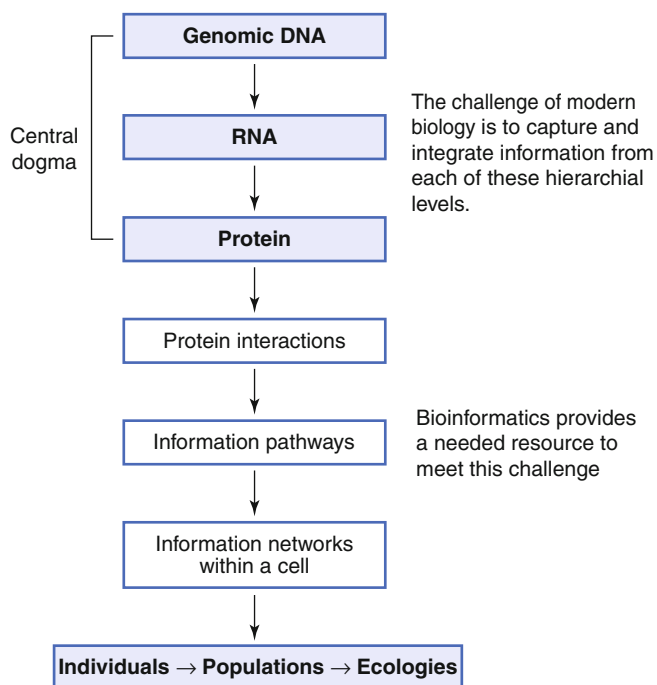 Genomic DNA
Central
dogma
RNA
The challenge of modern
biology is to capture and
integrate information from
each of these hierarchial
levels.
Protein
Protein interactions
Information pathways
Bioinformatics provides
a needed resource to
meet this challenge
Information networks
within a cell
Individuals → Populations → Ecologies